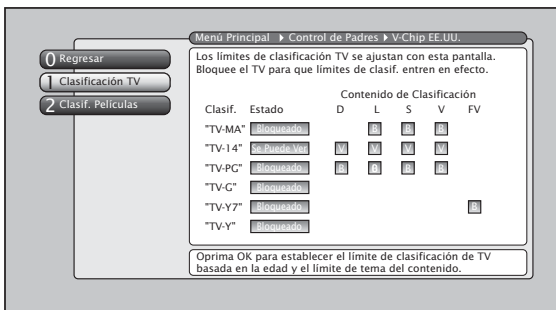 Menú Principal ▸ Control de Padres ▸ V-Chip EE.UU.
0 Regresar
1 Clasificación TV
2 Clasif. Películas
Los límites de clasificación TV se ajustan con esta pantalla.
Bloquee el TV para que límites de clasif. entren en efecto.
Contenido de Clasificación
Clasif. Estado D L S V FV
"TV-MA" Bloqueado B B B
"TV-14" Se Puede Ver V V V V
"TV-PG" Bloqueado B B B B
"TV-G" Bloqueado
"TV-Y7" Bloqueado B
"TV-Y" Bloqueado
Oprima OK para establecer el límite de clasificación de TV
basada en la edad y el límite de tema del contenido.